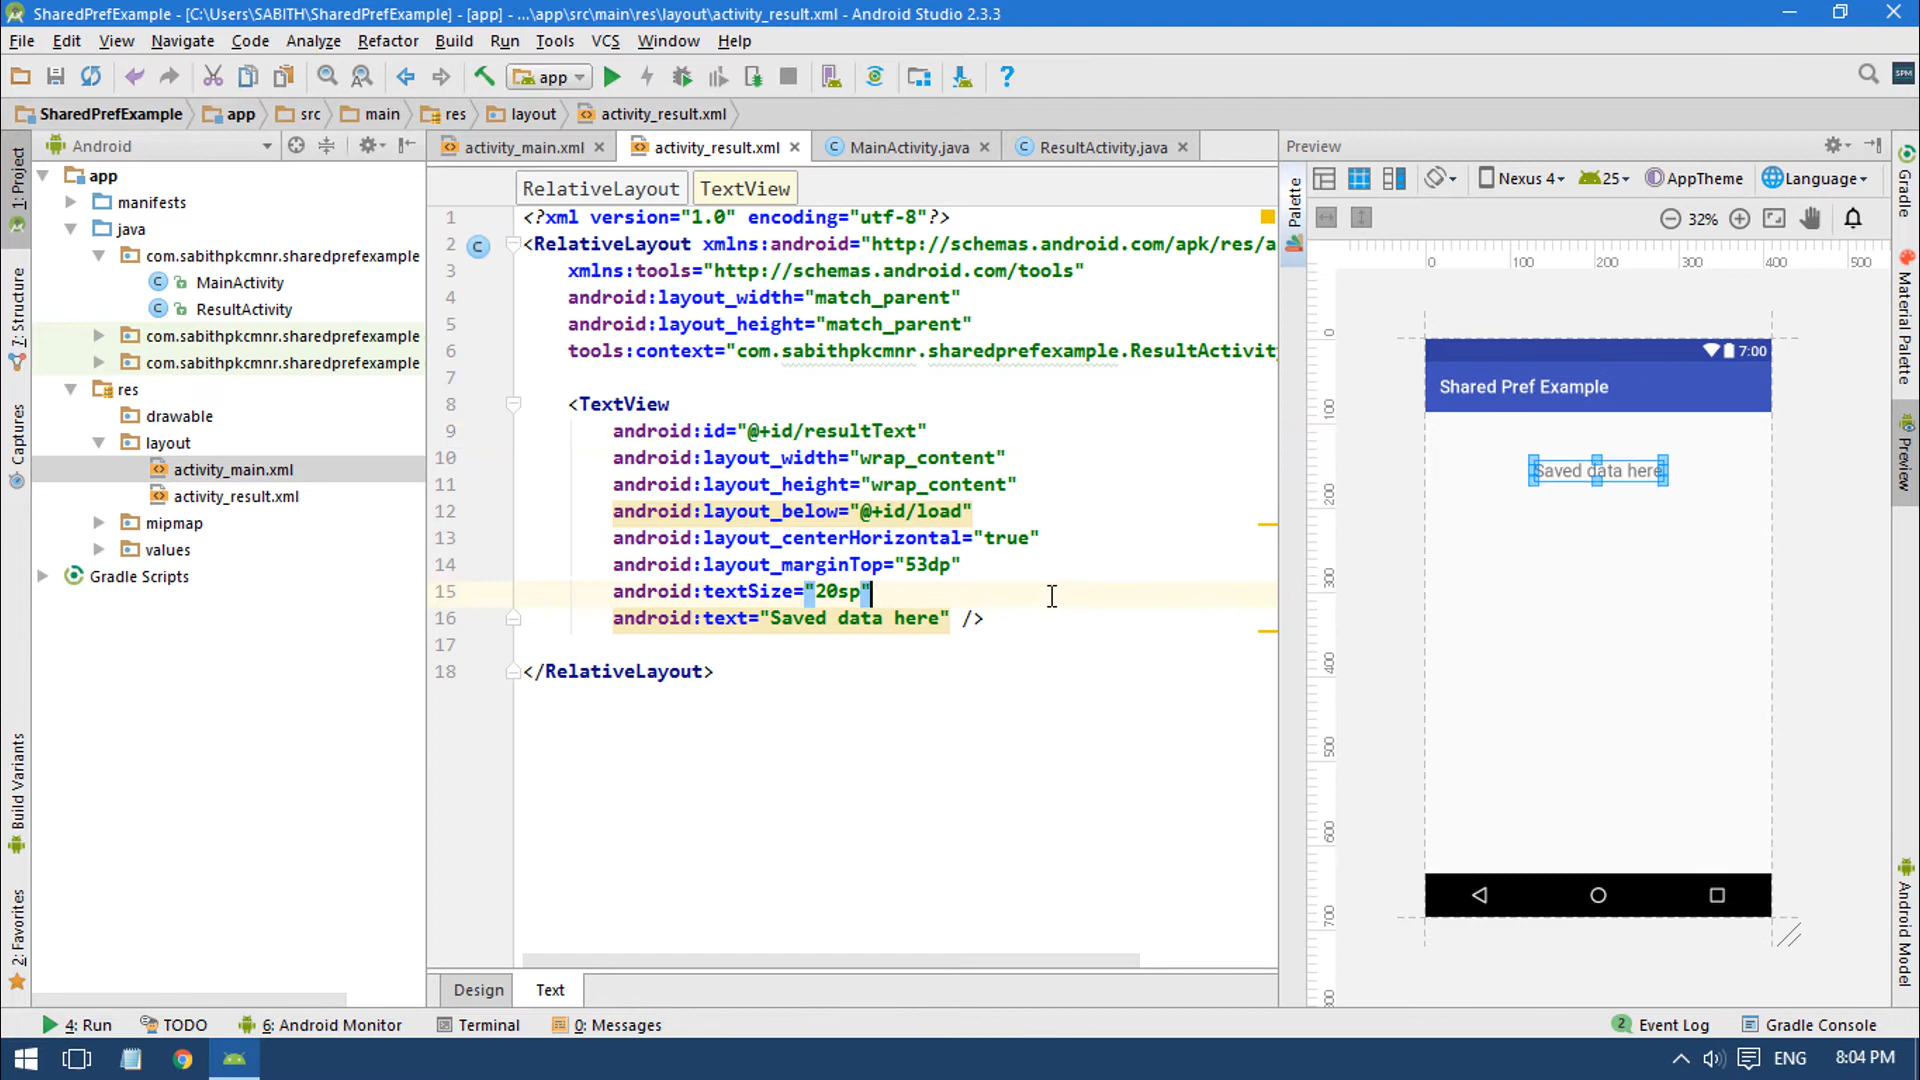 SharedPrefExample - [C:\Users\SABITH\SharedPrefExample] - [app] - ...\app\src\main\res\layout\activity_result.xml - Android Studio 2.3.3
File Edit View Navigate Code Analyze Refactor Build Run Tools VCS Window Help
app
SPM
SharedPrefExample app src main res layout activity_result.xml
1: Project
7: Structure
Captures
Build Variants
2: Favorites
Android
app
manifests
java
com.sabithpkcmnr.sharedprefexample
MainActivity
ResultActivity
com.sabithpkcmnr.sharedprefexample
com.sabithpkcmnr.sharedprefexample
res
drawable
layout
activity_main.xml
activity_result.xml
mipmap
values
Gradle Scripts
activity_main.xml activity_result.xml MainActivity.java ResultActivity.java
RelativeLayout TextView
1 <?xml version="1.0" encoding="utf-8"?>
2 <RelativeLayout xmlns:android="http://schemas.android.com/apk/res/a
3 xmlns:tools="http://schemas.android.com/tools"
4 android:layout_width="match_parent"
5 android:layout_height="match_parent"
6 tools:context="com.sabithpkcmnr.sharedprefexample.ResultActivity
7
8 <TextView
9 android:id="@+id/resultText"
10 android:layout_width="wrap_content"
11 android:layout_height="wrap_content"
12 android:layout_below="@+id/load"
13 android:layout_centerHorizontal="true"
14 android:layout_marginTop="53dp"
15 android:textSize="20sp"
16 android:text="Saved data here" />
17
18 </RelativeLayout>
Design Text
Preview
Palette
Nexus 4 25 AppTheme Language
32%
0 100 200 300 400 500
0
100
200
300
400
500
600
700
7:00
Shared Pref Example
Saved data here
Gradle
Material Palette
Preview
Android Model
4: Run TODO 6: Android Monitor Terminal 0: Messages 2 Event Log Gradle Console
ENG 8:04 PM